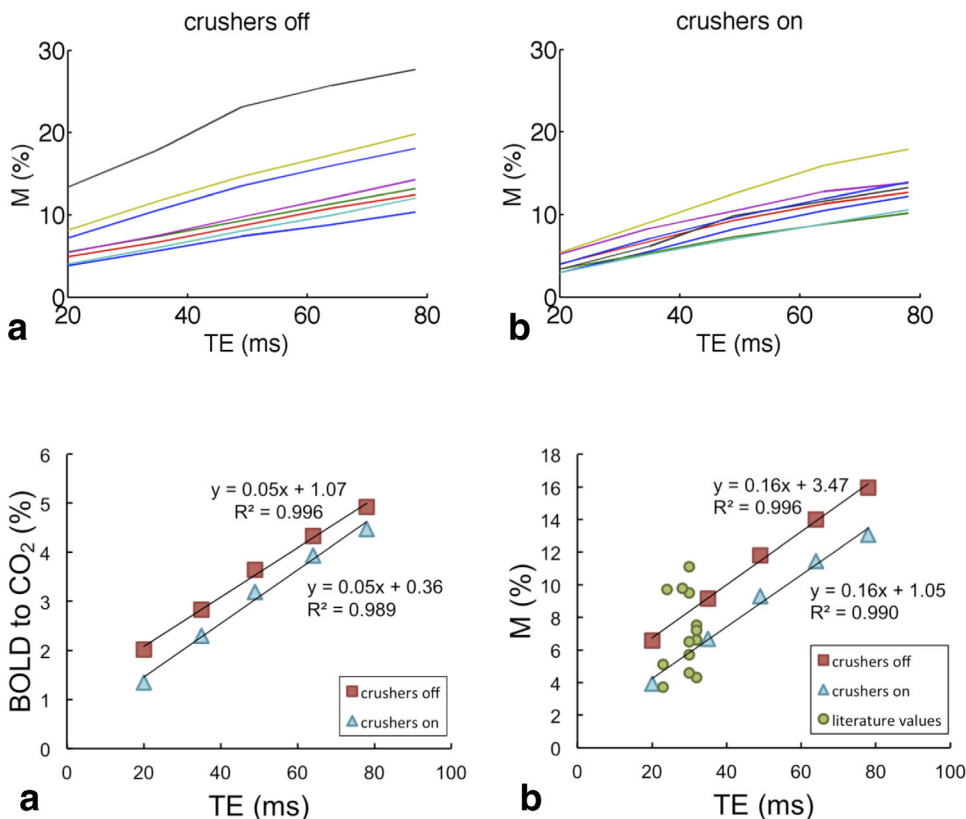 crushers off
30
20
10
0
M (%)
20 40 60 80
TE (ms)
a
crushers on
30
20
10
0
M (%)
20 40 60 80
TE (ms)
b
6
5
4
3
2
1
0
BOLD to CO₂ (%)
y = 0.05x + 1.07
R² = 0.996
y = 0.05x + 0.36
R² = 0.989
crushers off
crushers on
0 20 40 60 80 100
TE (ms)
a
18
16
14
12
10
8
6
4
2
0
M (%)
y = 0.16x + 3.47
R² = 0.996
y = 0.16x + 1.05
R² = 0.990
crushers off
crushers on
literature values
0 20 40 60 80 100
TE (ms)
b